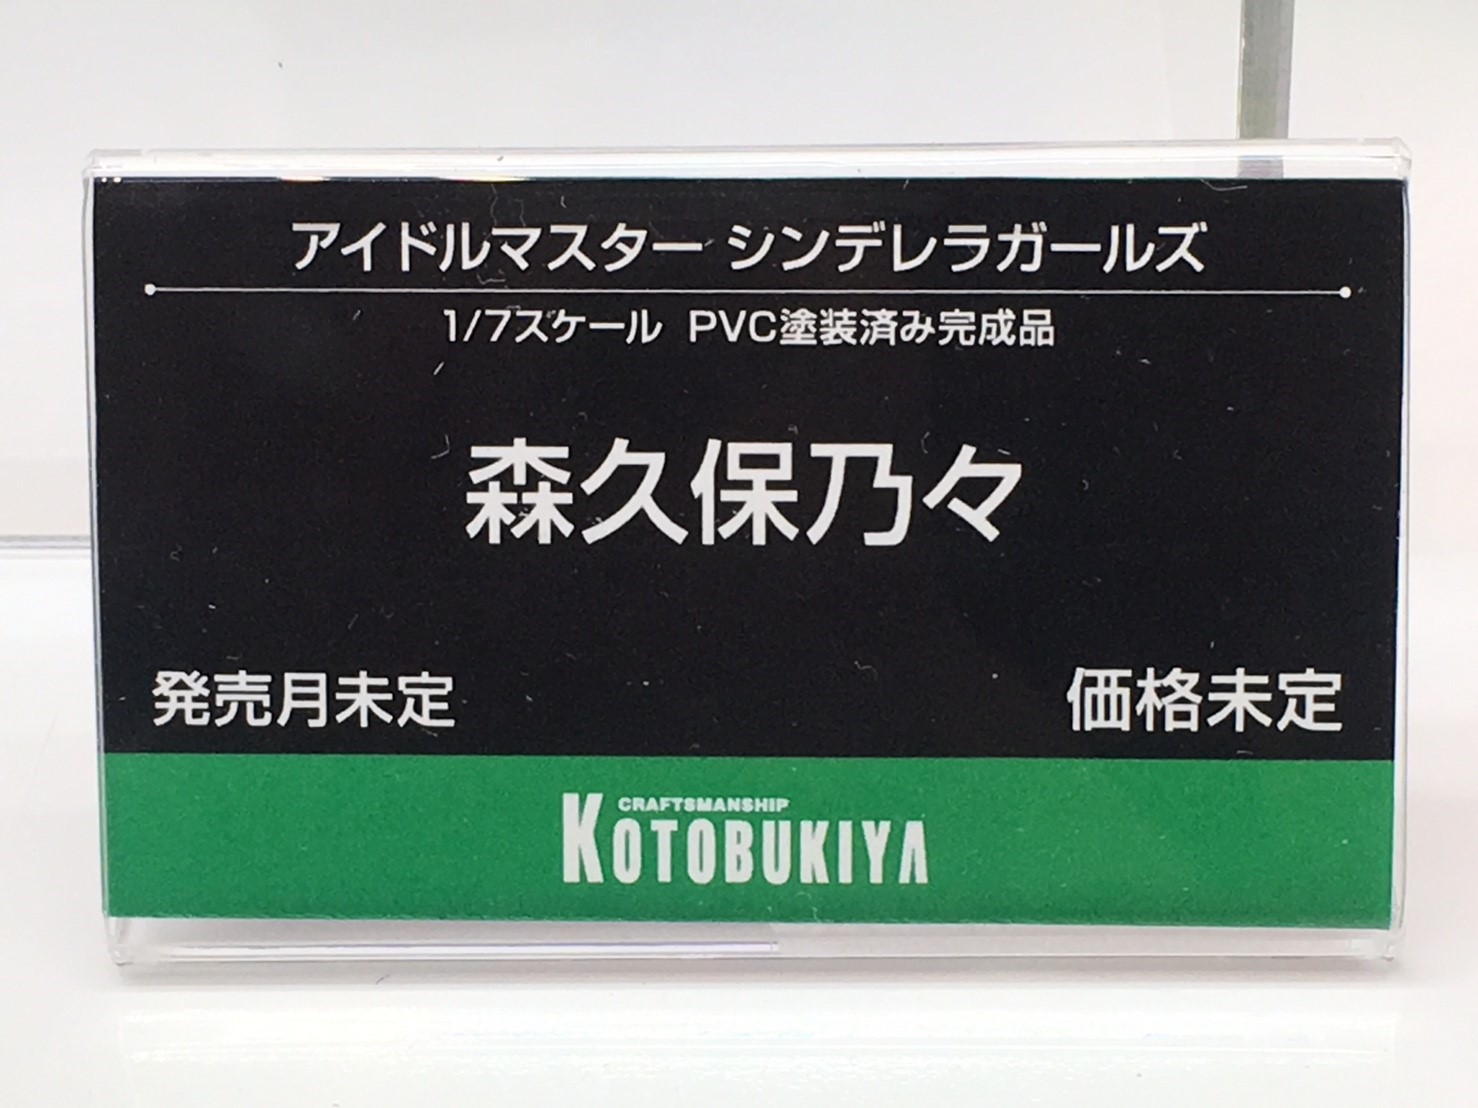 アイドルマスター シンデレラガールズ
1/7スケール PVC塗装済み完成品
森久保乃々
発売月未定 価格未定
CRAFTSMANSHIP
KOTOBUKIYA